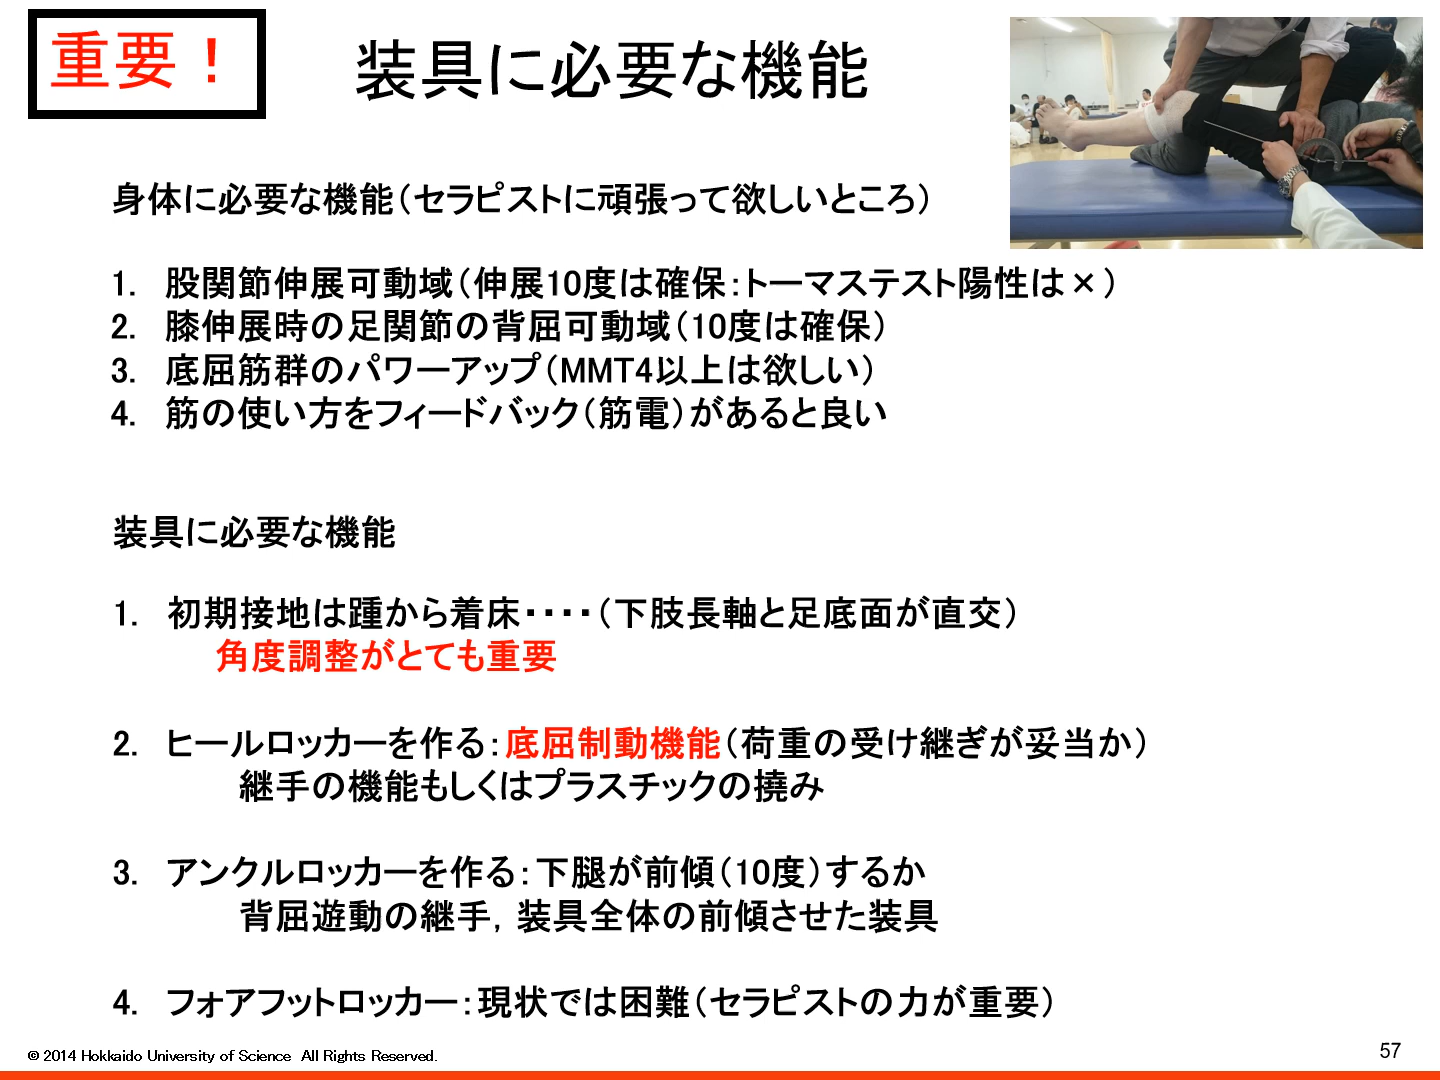 重要！
装具に必要な機能
身体に必要な機能（セラピストに頑張って欲しいところ）
1. 股関節伸展可動域（伸展10度は確保：トーマステスト陽性は×）
2. 膝伸展時の足関節の背屈可動域（10度は確保）
3. 底屈筋群のパワーアップ（MMT4以上は欲しい）
4. 筋の使い方をフィードバック（筋電）があると良い
装具に必要な機能
1. 初期接地は踵から着床・・・・（下肢長軸と足底面が直交）
角度調整がとても重要
2. ヒールロッカーを作る：底屈制動機能（荷重の受け継ぎが妥当か）
継手の機能もしくはプラスチックの撓み
3. アンクルロッカーを作る：下腿が前傾（10度）するか
背屈遊動の継手，装具全体の前傾させた装具
4. フォアフットロッカー：現状では困難（セラピストの力が重要）
© 2014 Hokkaido University of Science All Rights Reserved.
57